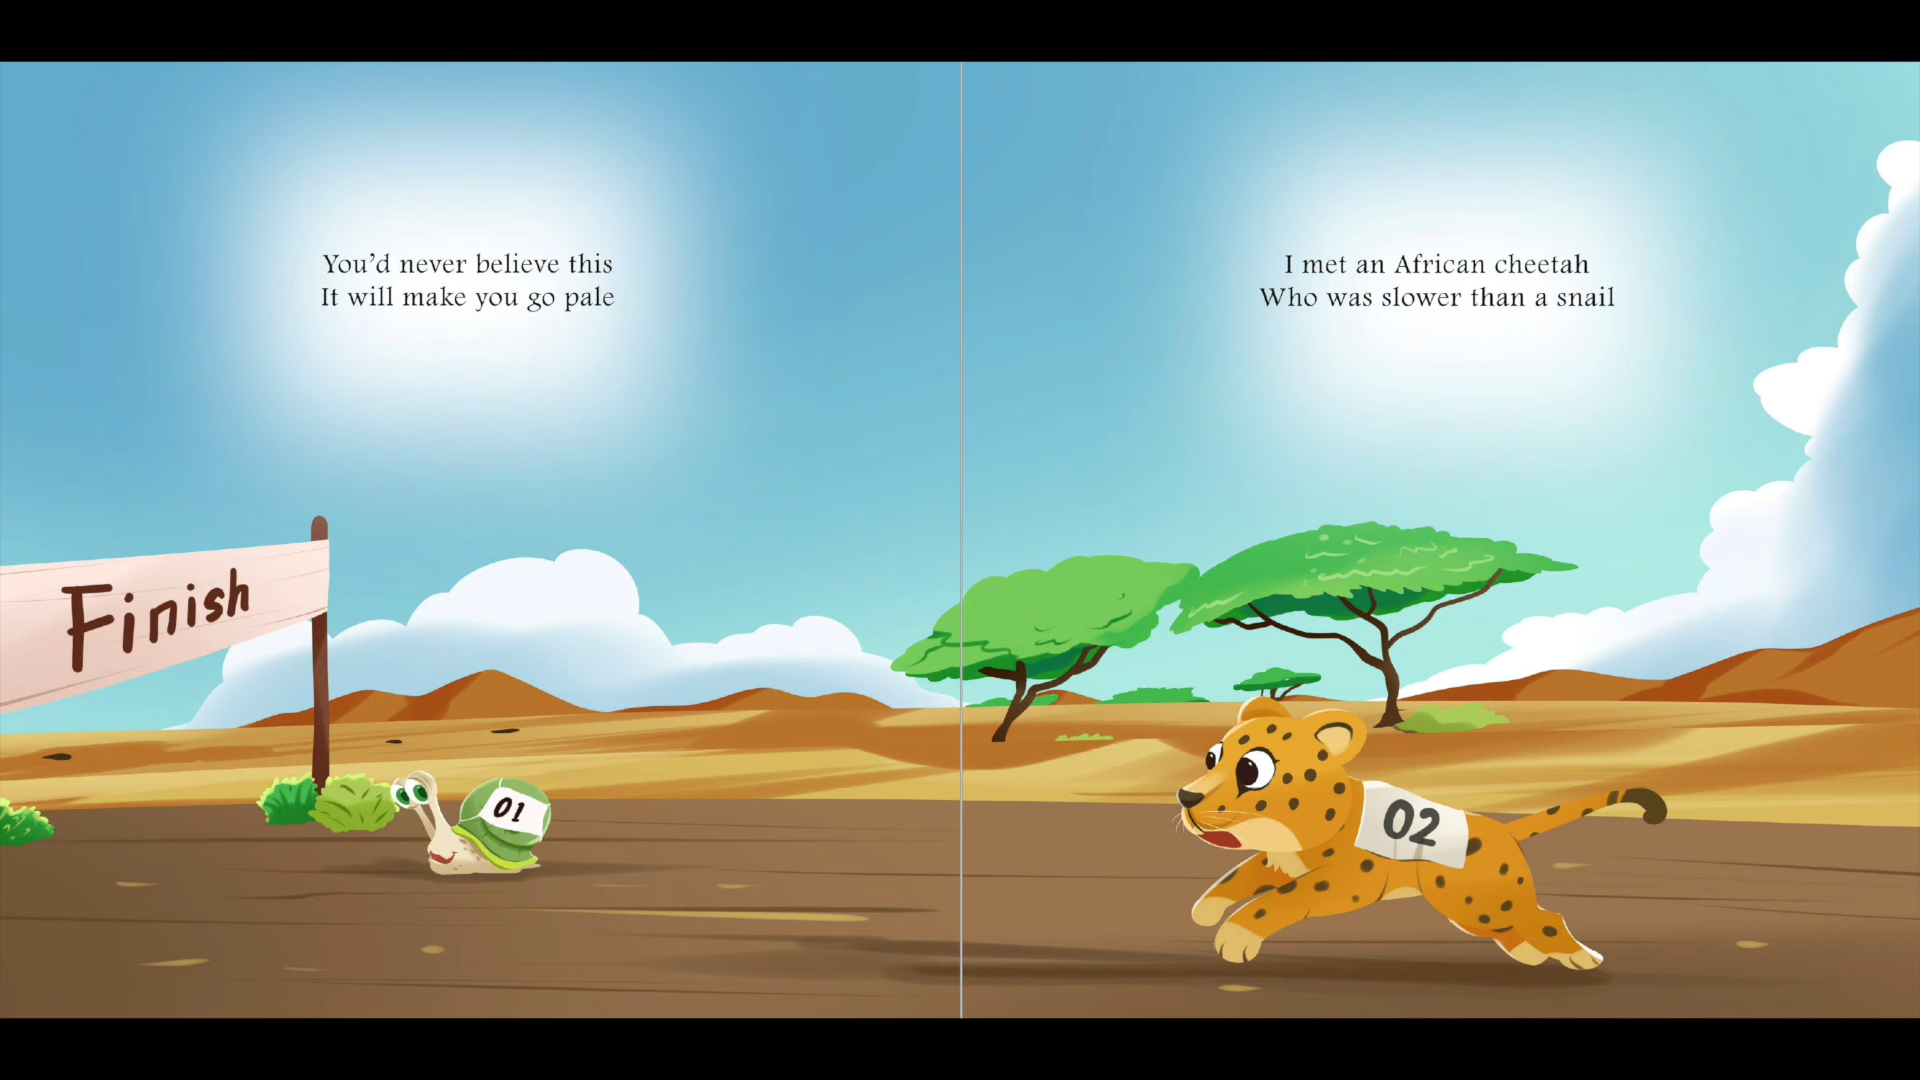 You'd never believe this
It will make you go pale
Finish
01
I met an African cheetah
Who was slower than a snail
02